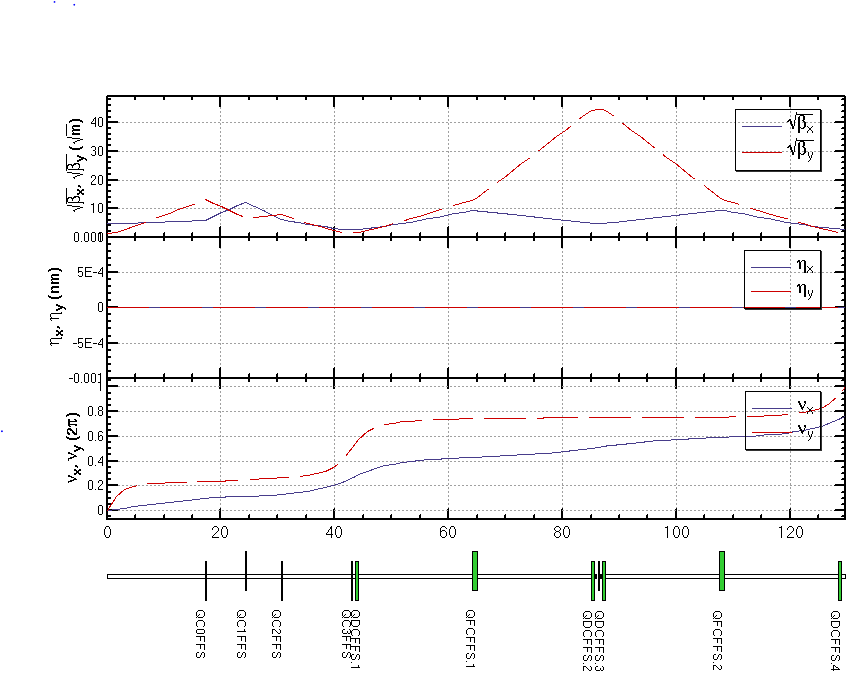 √βx, √βy (√m)
40
30
20
10
0.001
√βx
√βy
ηx, ηy (nm)
5E-4
0
-5E-4
-0.001
ηx
ηy
νx, νy (2π)
0.8
0.6
0.4
0.2
0
νx
νy
0 20 40 60 80 100 120
QC0FFS
QC1FFS
QC2FFS
QC3FFS
QDCFFS.1
QFCFFS.1
QDCFFS.2
QDCFFS.3
QFCFFS.2
QDCFFS.4